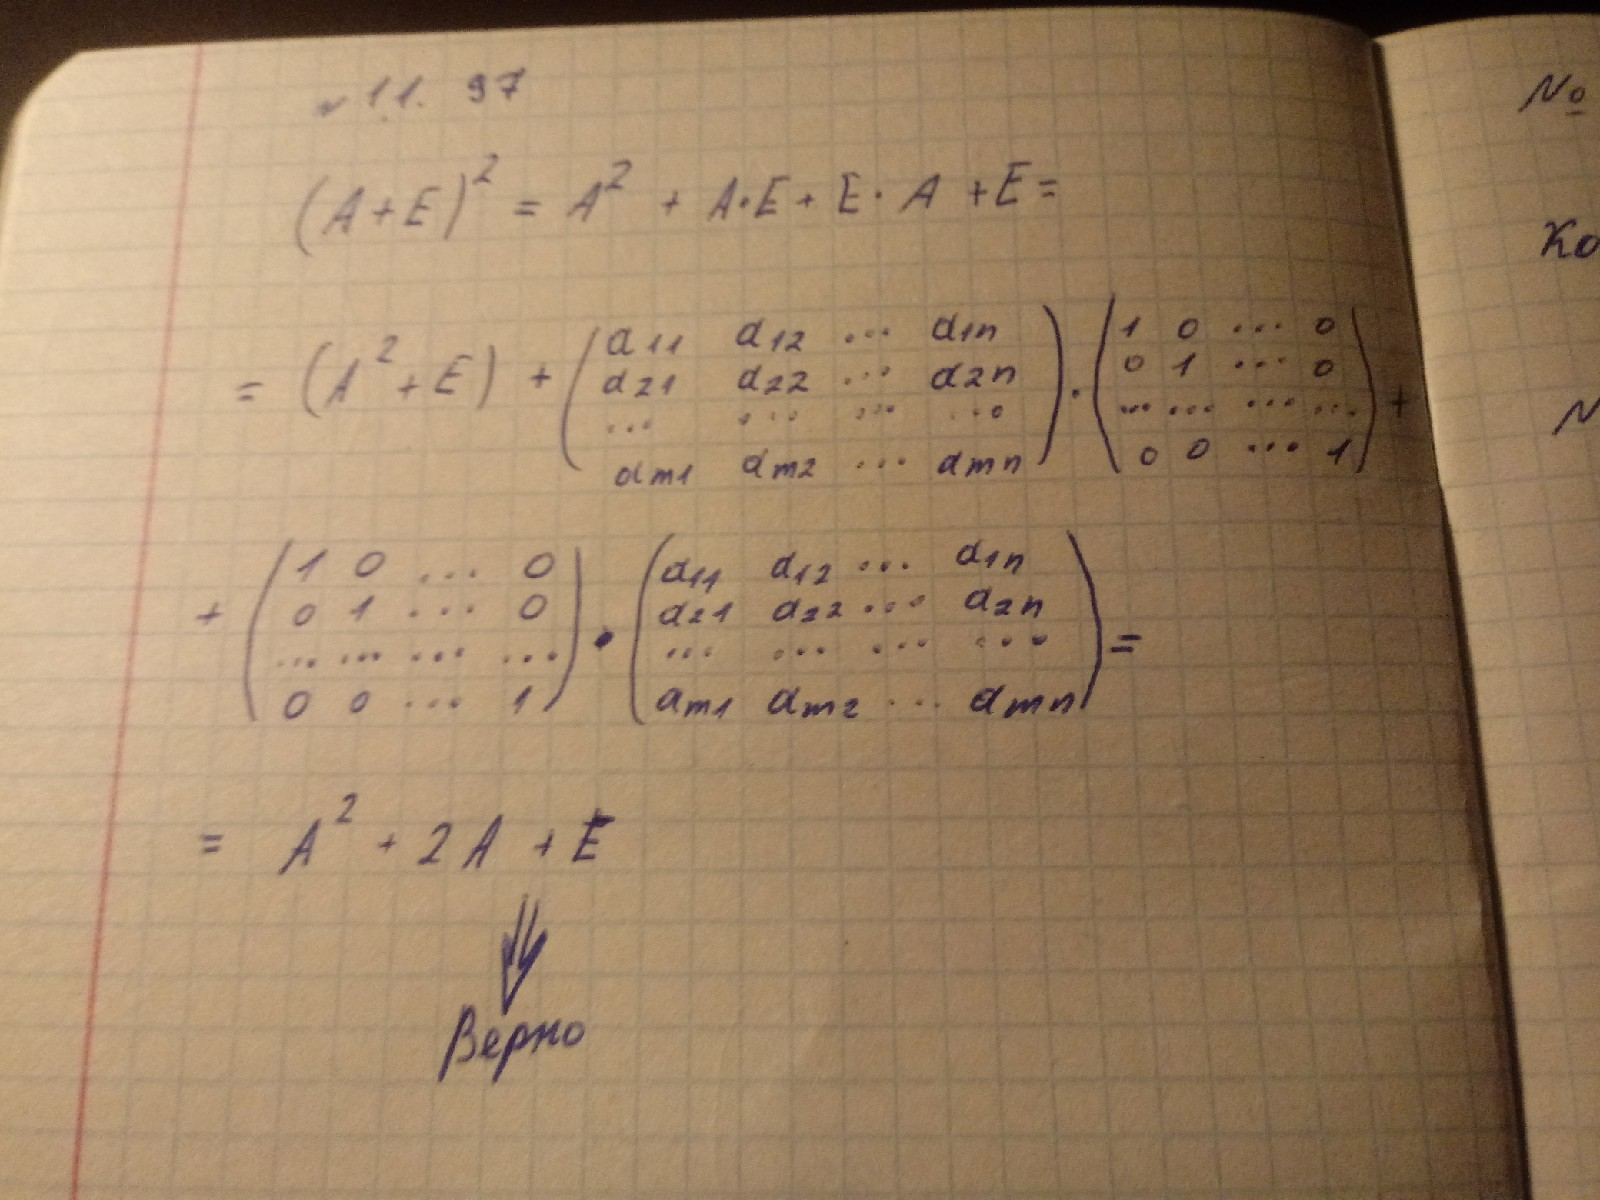 № 11. 97
(A+E)² = A² + A·E + E·A + E =
= (A² + E) + (a11 a12 ... a1n
a21 a22 ... a2n
... ... ... ...
am1 am2 ... amn) · (1 0 ... 0
0 1 ... 0
... ... ... ...
0 0 ... 1) +
+ (1 0 ... 0
0 1 ... 0
... ... ... ...
0 0 ... 1) · (a11 a12 ... a1n
a21 a22 ... a2n
... ... ... ...
am1 am2 ... amn) =
= A² + 2A + E
⇓
Верно
№
Ко
N